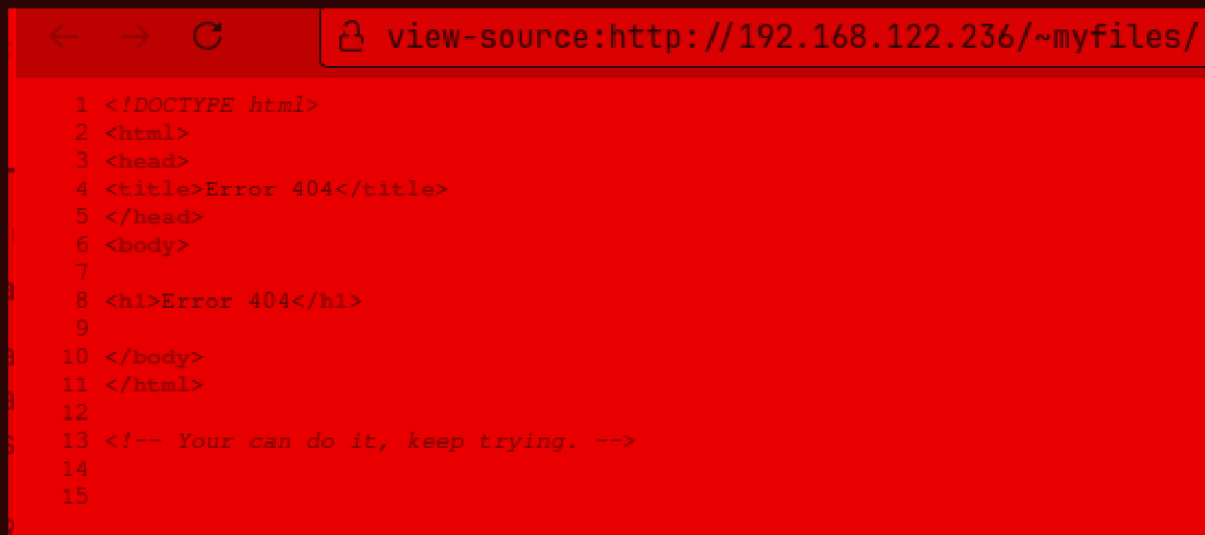 view-source:http://192.168.122.236/~myfiles/
1 <!DOCTYPE html>
2 <html>
3 <head>
4 <title>Error 404</title>
5 </head>
6 <body>
7
8 <h1>Error 404</h1>
9
10 </body>
11 </html>
12
13 <!-- Your can do it, keep trying. -->
14
15